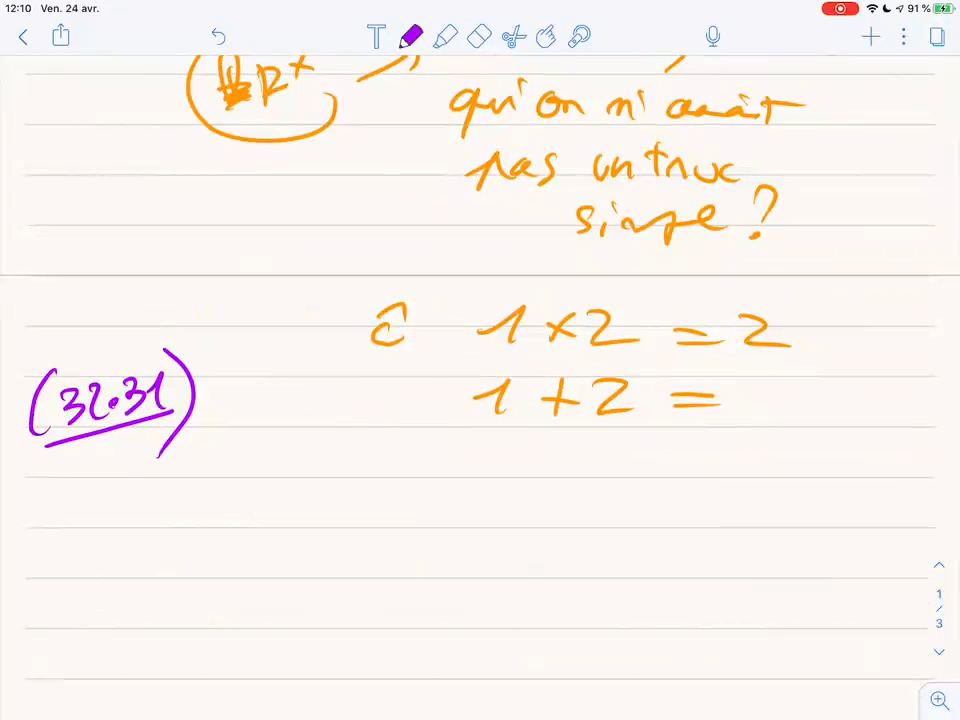 12:10 Ven. 24 avr. 91 %
T
R+
qu'on n'avait
pas un truc
simple ?
1 × 2 = 2
1 + 2 =
(32.31)
1
/
3